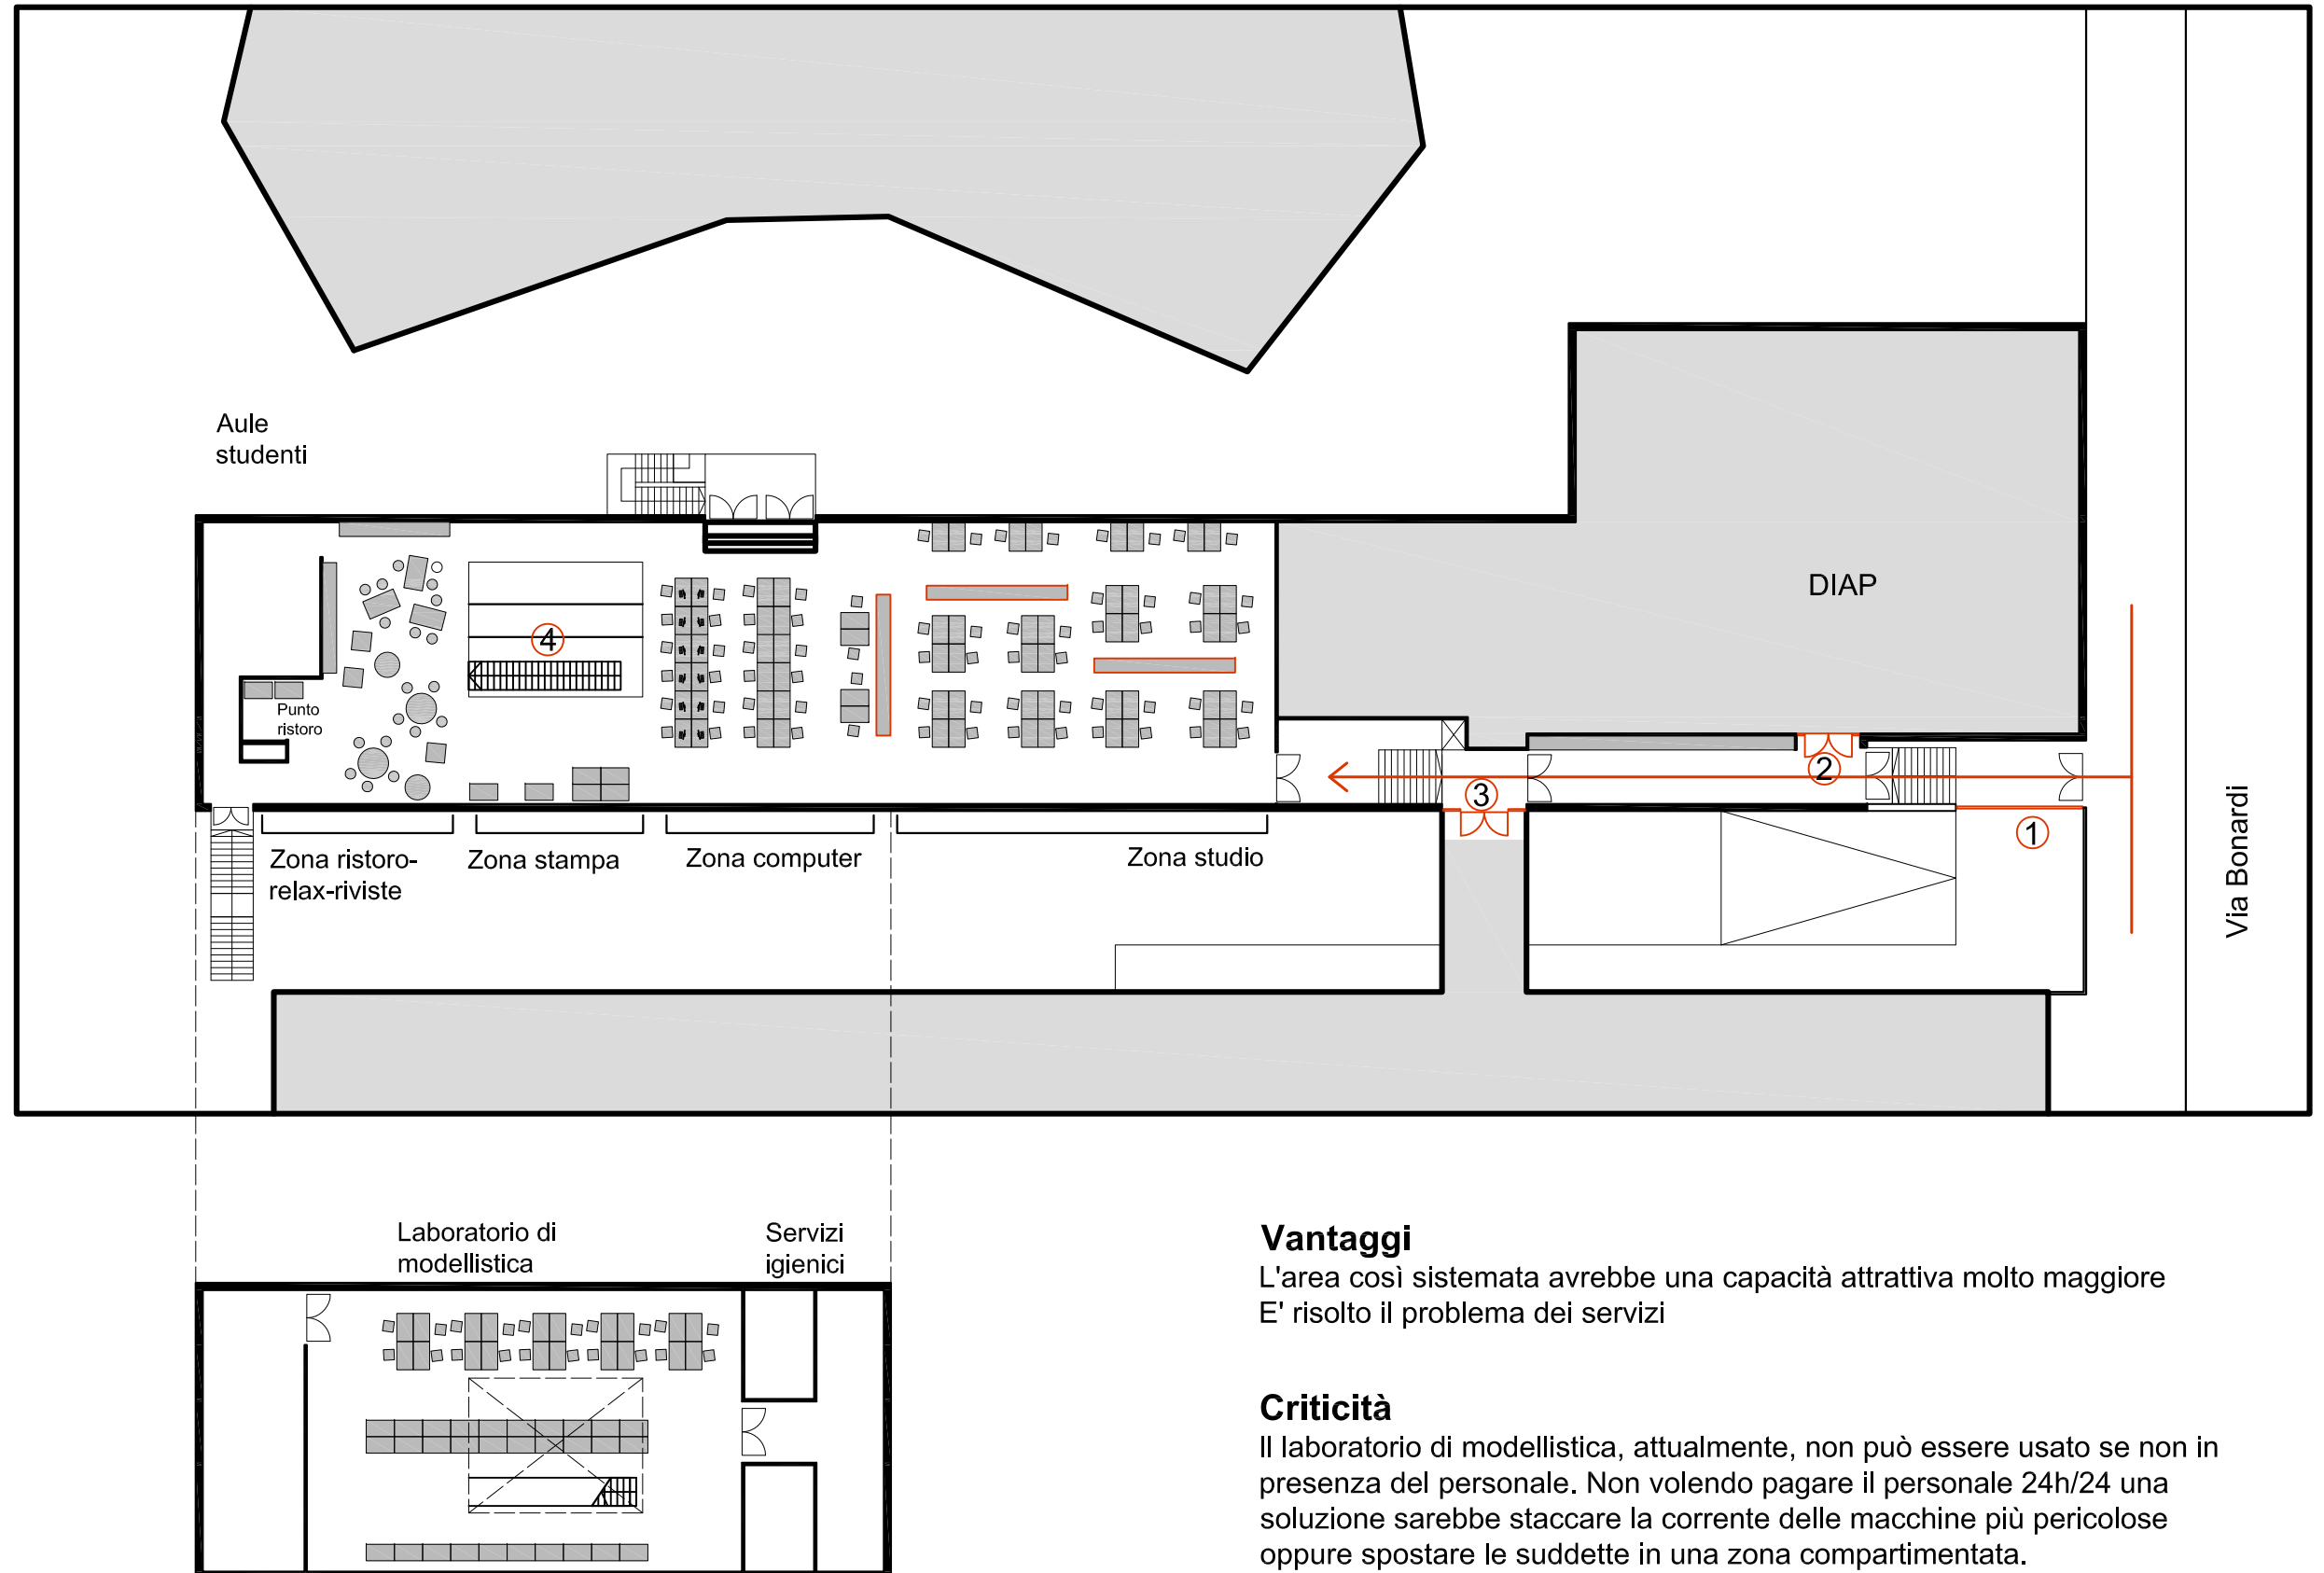 Aule
studenti
DIAP
4
Punto
ristoro
2
3
1
Via Bonardi
Zona ristoro-
relax-riviste
Zona stampa
Zona computer
Zona studio
Laboratorio di
modellistica
Servizi
igienici
Vantaggi
L'area così sistemata avrebbe una capacità attrattiva molto maggiore
E' risolto il problema dei servizi
Criticità
Il laboratorio di modellistica, attualmente, non può essere usato se non in
presenza del personale. Non volendo pagare il personale 24h/24 una
soluzione sarebbe staccare la corrente delle macchine più pericolose
oppure spostare le suddette in una zona compartimentata.